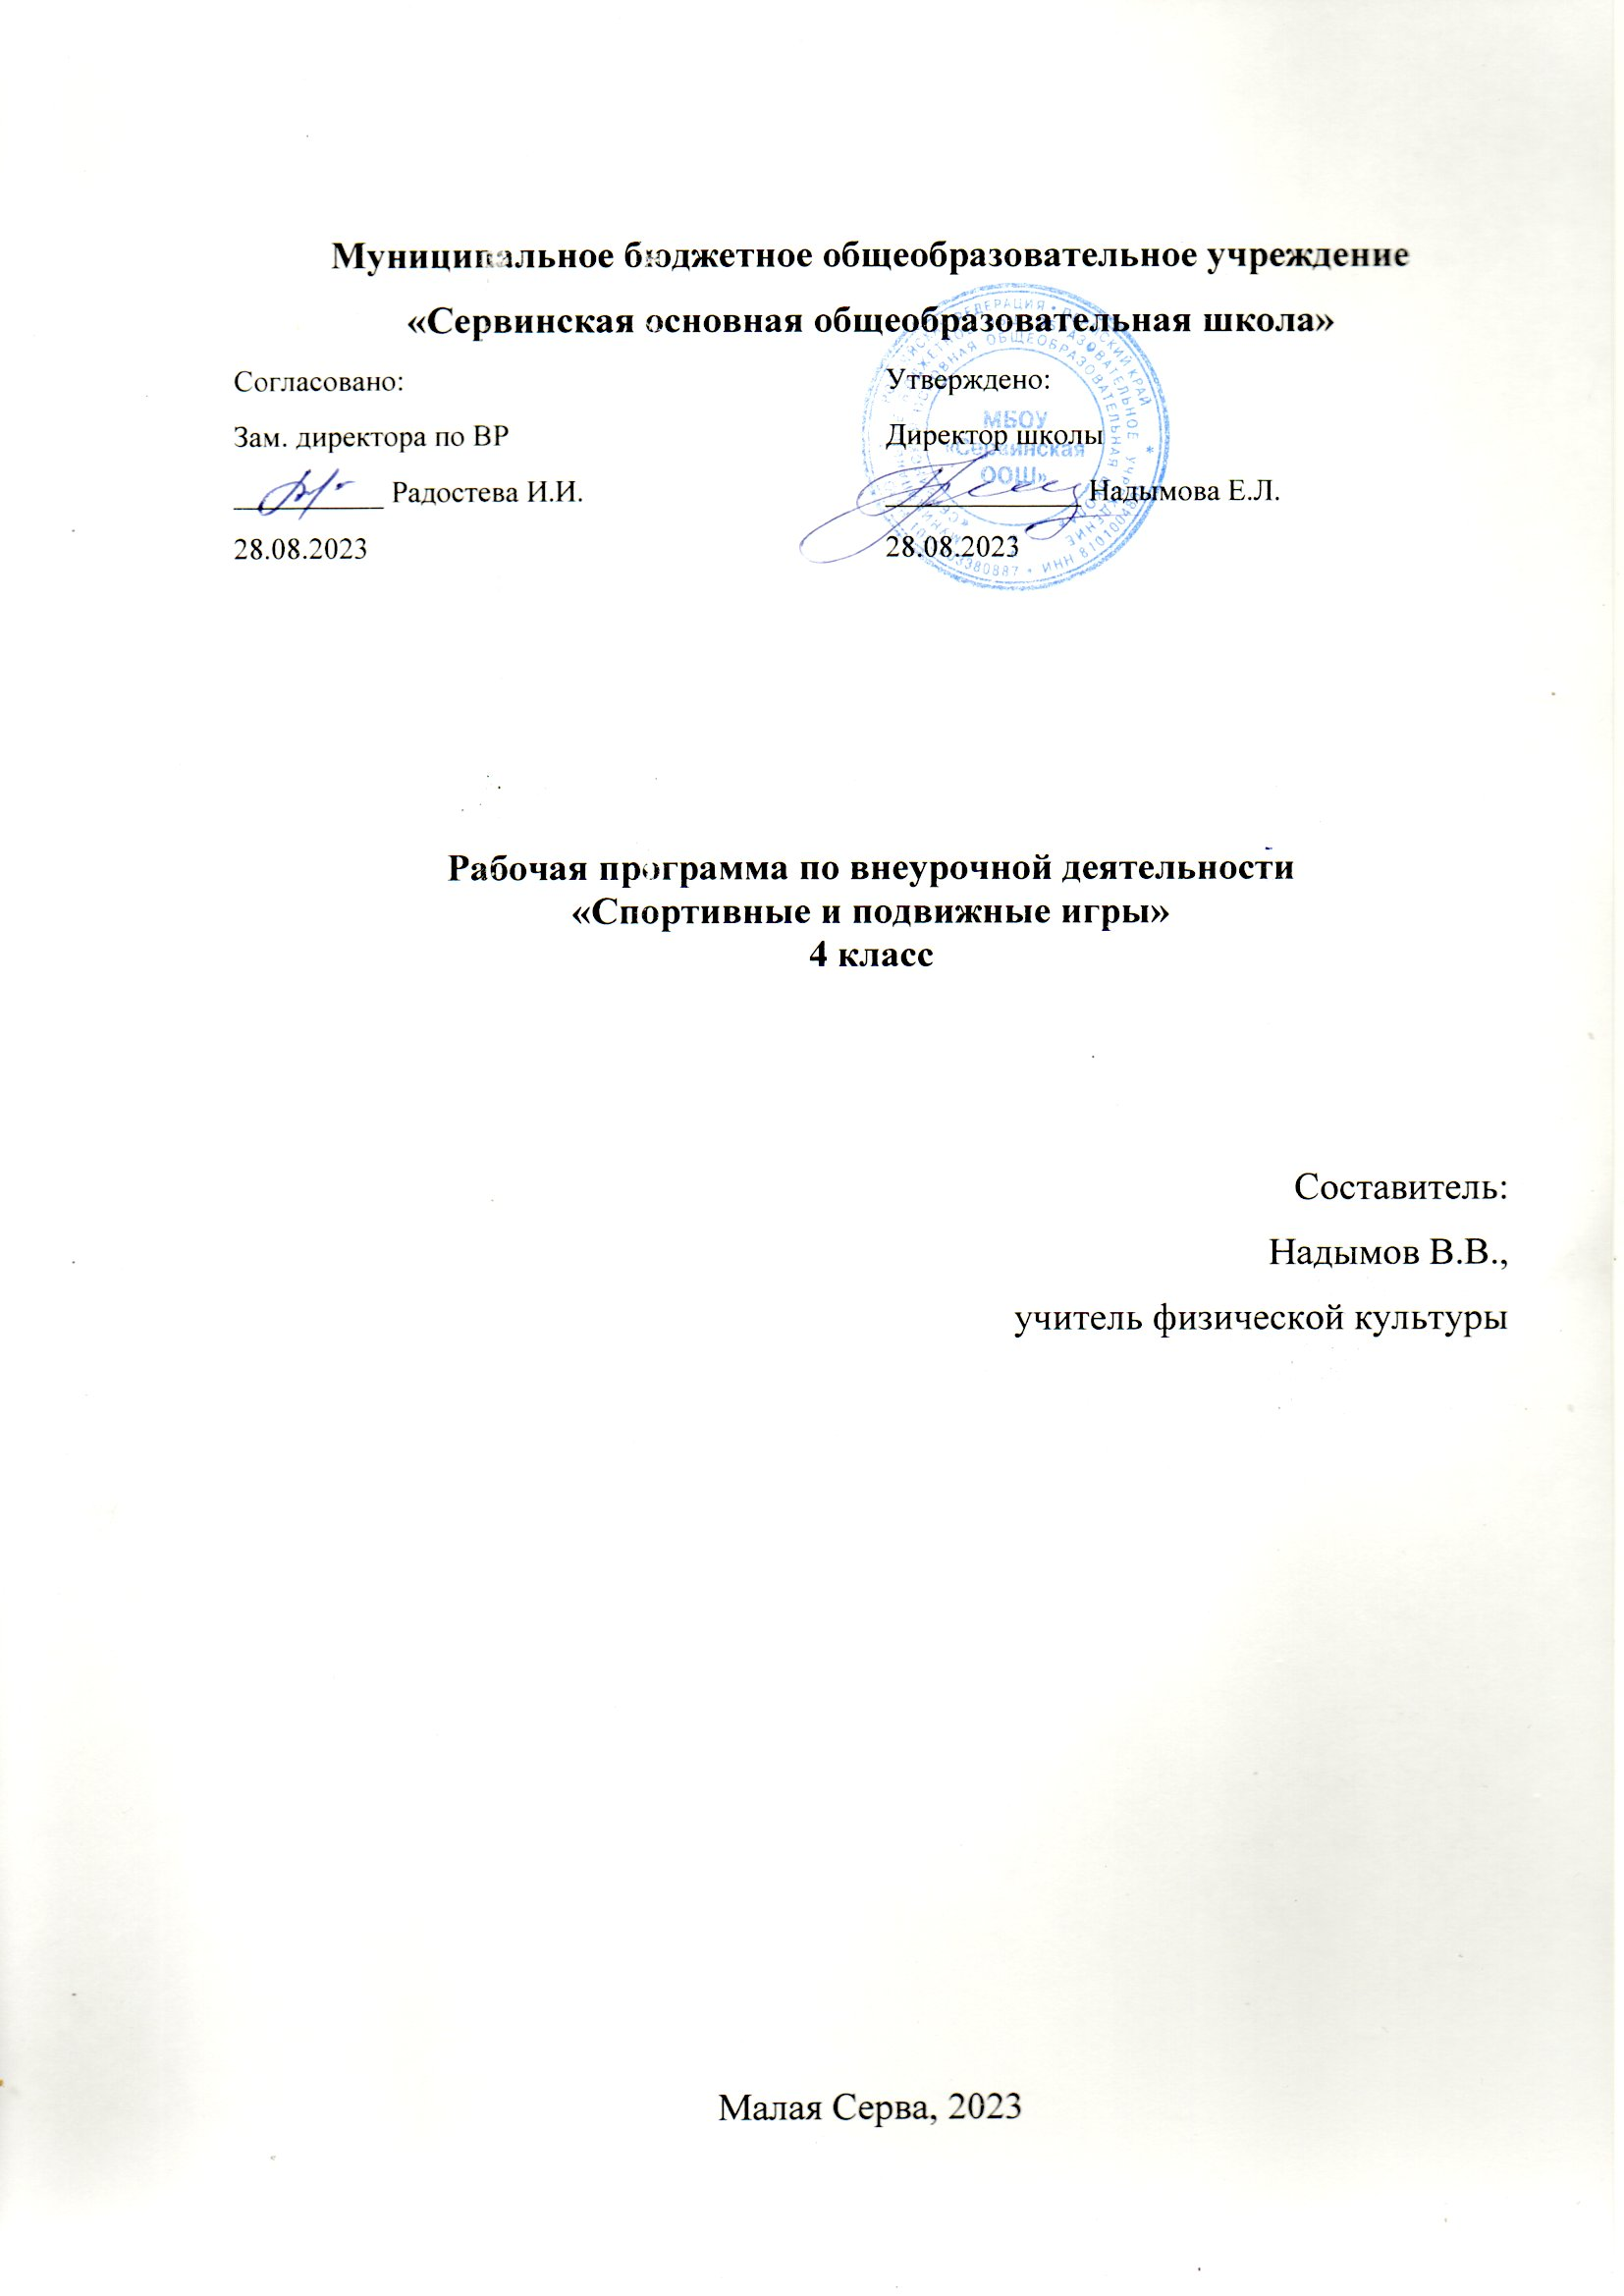 Муниципальное бюджетное общеобразовательное учреждение
«Сервинская основная общеобразовательная школа»
Согласовано:
Зам. директора по ВР
Радостева И.И.
28.08.2023
Утверждено:
Директор школы
Надымова Е.Л.
28.08.2023
МБОУ
«Сервинская
ООШ»
Рабочая программа по внеурочной деятельности
«Спортивные и подвижные игры»
4 класс
Составитель:
Надымов В.В.,
учитель физической культуры
Малая Серва, 2023